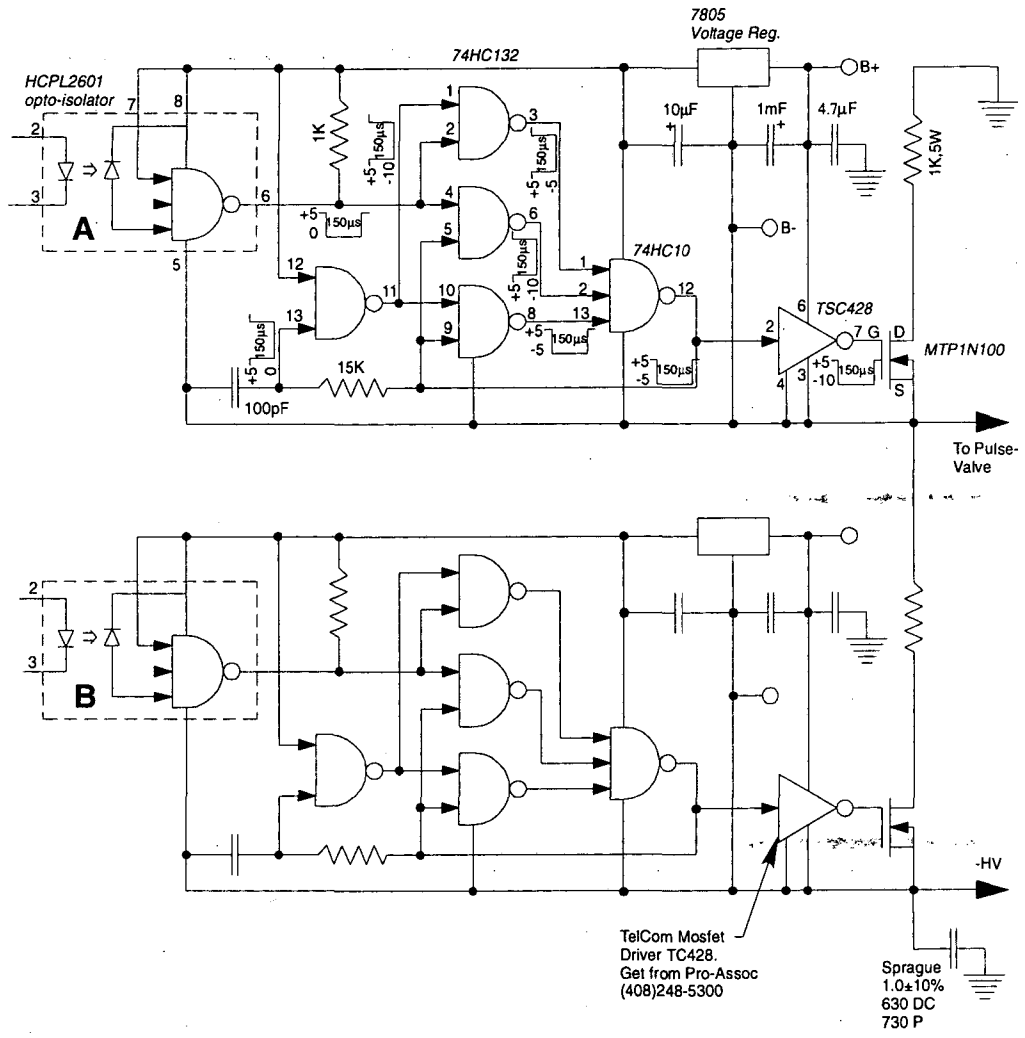 7805
Voltage Reg.
74HC132
B+
HCPL2601
opto-isolator
7
8
2
3
A
6
5
1K
150µs
+5
-10
1
2
3
150µs
+5
-5
10µF
+
1mF
+
4.7µF
1K,5W
+5
0
150µs
4
5
6
150µs
+5
-10
B-
74HC10
12
13
11
10
9
8
+5
-5
150µs
1
2
13
12
150µs
+5
0
15K
100pF
+5
-5
150µs
TSC428
6
2
7
4
3
G
D
S
+5
-10
150µs
MTP1N100
To Pulse-
Valve
2
3
B
-HV
TelCom Mosfet
Driver TC428.
Get from Pro-Assoc
(408)248-5300
Sprague
1.0±10%
630 DC
730 P